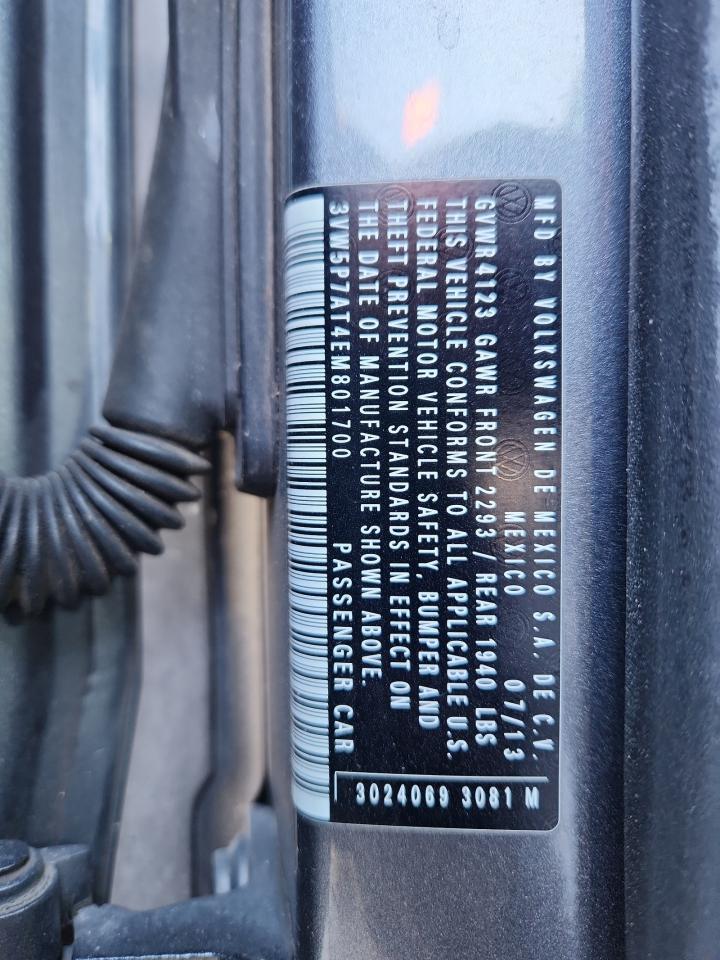 MFD BY VOLKSWAGEN DE MEXICO S.A. DE C.V.
MEXICO 07/13
GVWR4123 GAWR FRONT 2293 / REAR 1940 LBS
THIS VEHICLE CONFORMS TO ALL APPLICABLE U.S.
FEDERAL MOTOR VEHICLE SAFETY, BUMPER AND
THEFT PREVENTION STANDARDS IN EFFECT ON
THE DATE OF MANUFACTURE SHOWN ABOVE.
3VW5P7AT4EM801700 PASSENGER CAR
3024069 3081 M